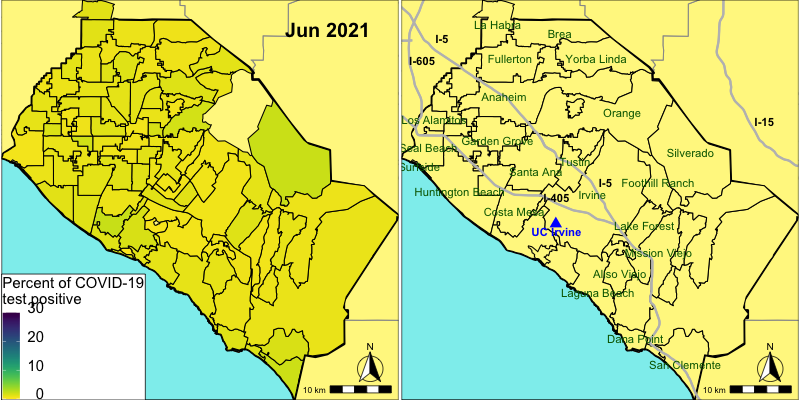 Jun 2021
Percent of COVID-19
test positive
30
20
10
0
N
10 km
La Habra
Brea
I-5
I-605
Fullerton
Yorba Linda
Anaheim
Orange
Los Alamitos
I-15
Garden Grove
Seal Beach
Silverado
Tustin
Sunside
Santa Ana
I-5
Foothill Ranch
Huntington Beach
I-405
Irvine
Costa Mesa
UC Irvine
Lake Forest
Mission Viejo
Aliso Viejo
Laguna Beach
Dana Point
San Clemente
N
10 km